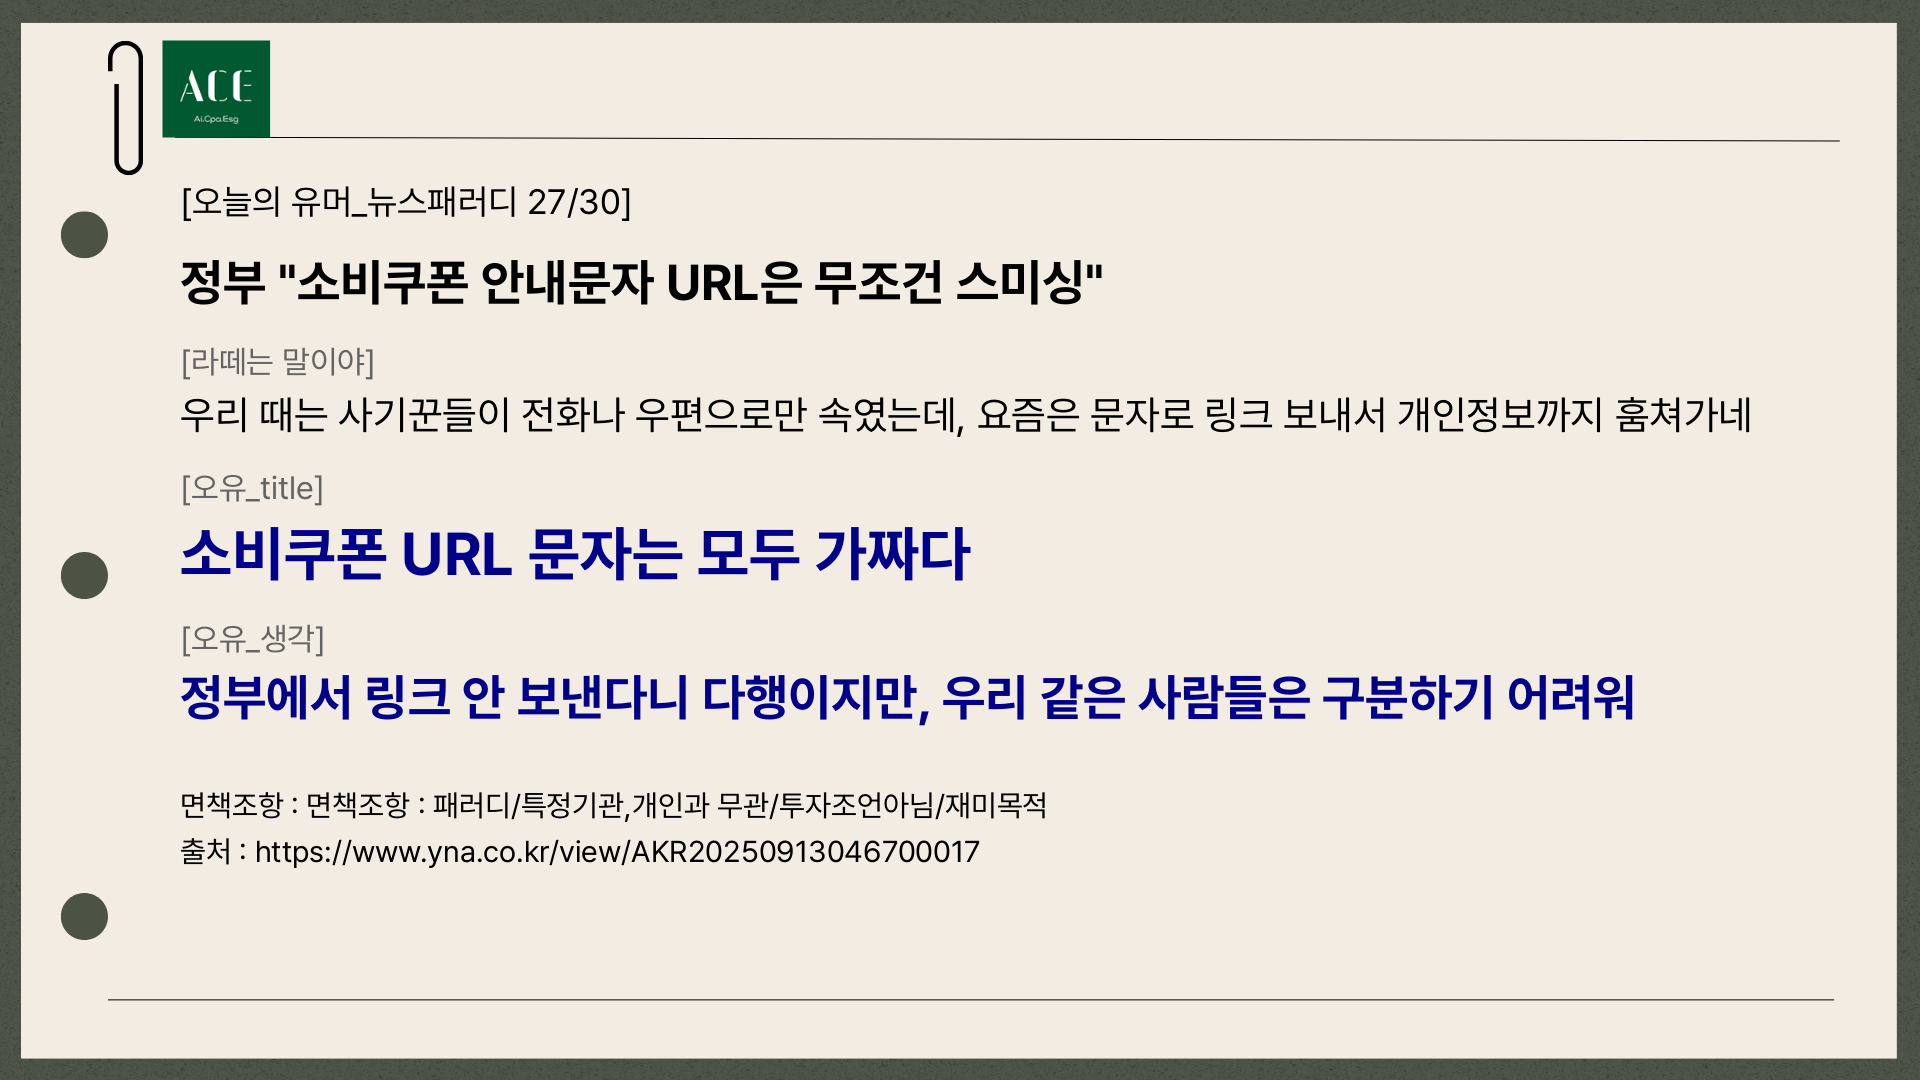 ACE
Ai.Cpa.Esg
[오늘의 유머_뉴스패러디 27/30]
정부 "소비쿠폰 안내문자 URL은 무조건 스미싱"
[라떼는 말이야]
우리 때는 사기꾼들이 전화나 우편으로만 속였는데, 요즘은 문자로 링크 보내서 개인정보까지 훔쳐가네
[오유_title]
소비쿠폰 URL 문자는 모두 가짜다
[오유_생각]
정부에서 링크 안 보낸다니 다행이지만, 우리 같은 사람들은 구분하기 어려워
면책조항 : 면책조항 : 패러디/특정기관,개인과 무관/투자조언아님/재미목적
출처 : https://www.yna.co.kr/view/AKR20250913046700017